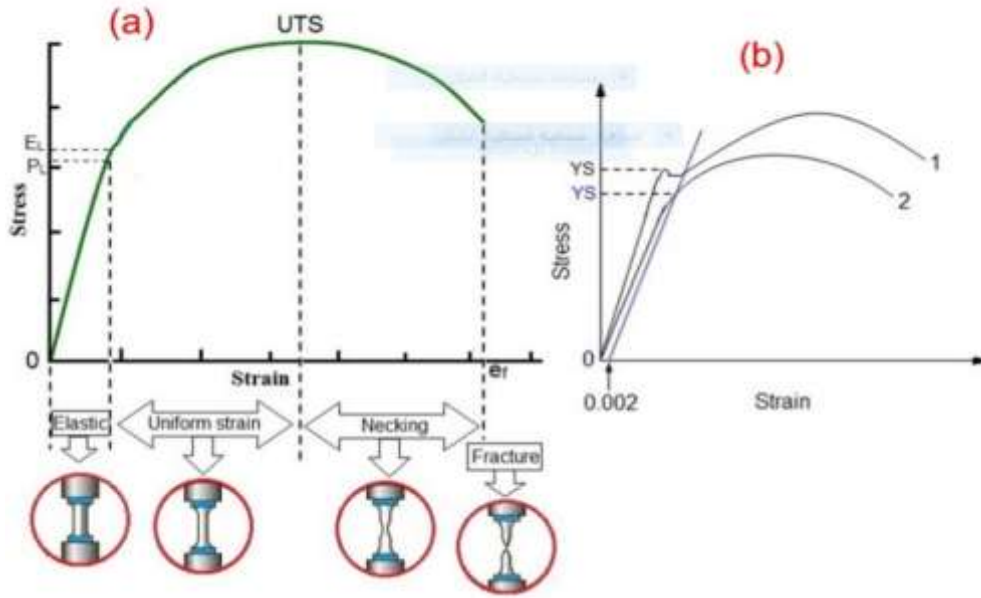 (a)
UTS
EL
PL
Stress
0
Strain
ef
Elastic
Uniform strain
Necking
Fracture
(b)
YS
YS
1
2
Stress
0
0.002
Strain